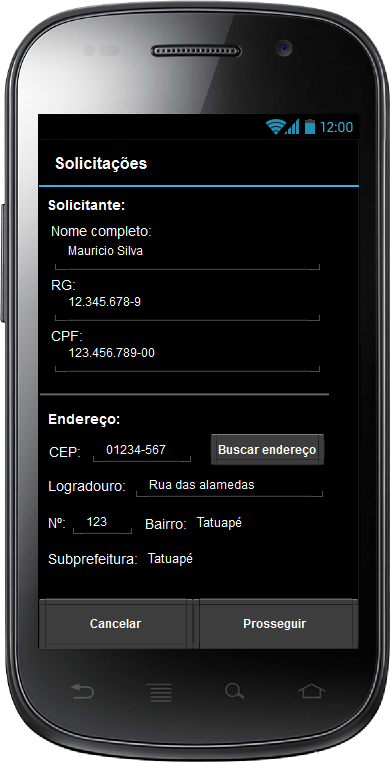 12:00
Solicitações
Solicitante:
Nome completo:
Mauricio Silva
RG:
12.345.678-9
CPF:
123.456.789-00
Endereço:
CEP: 01234-567 Buscar endereço
Logradouro: Rua das alamedas
Nº: 123 Bairro: Tatuapé
Subprefeitura: Tatuapé
Cancelar Prosseguir